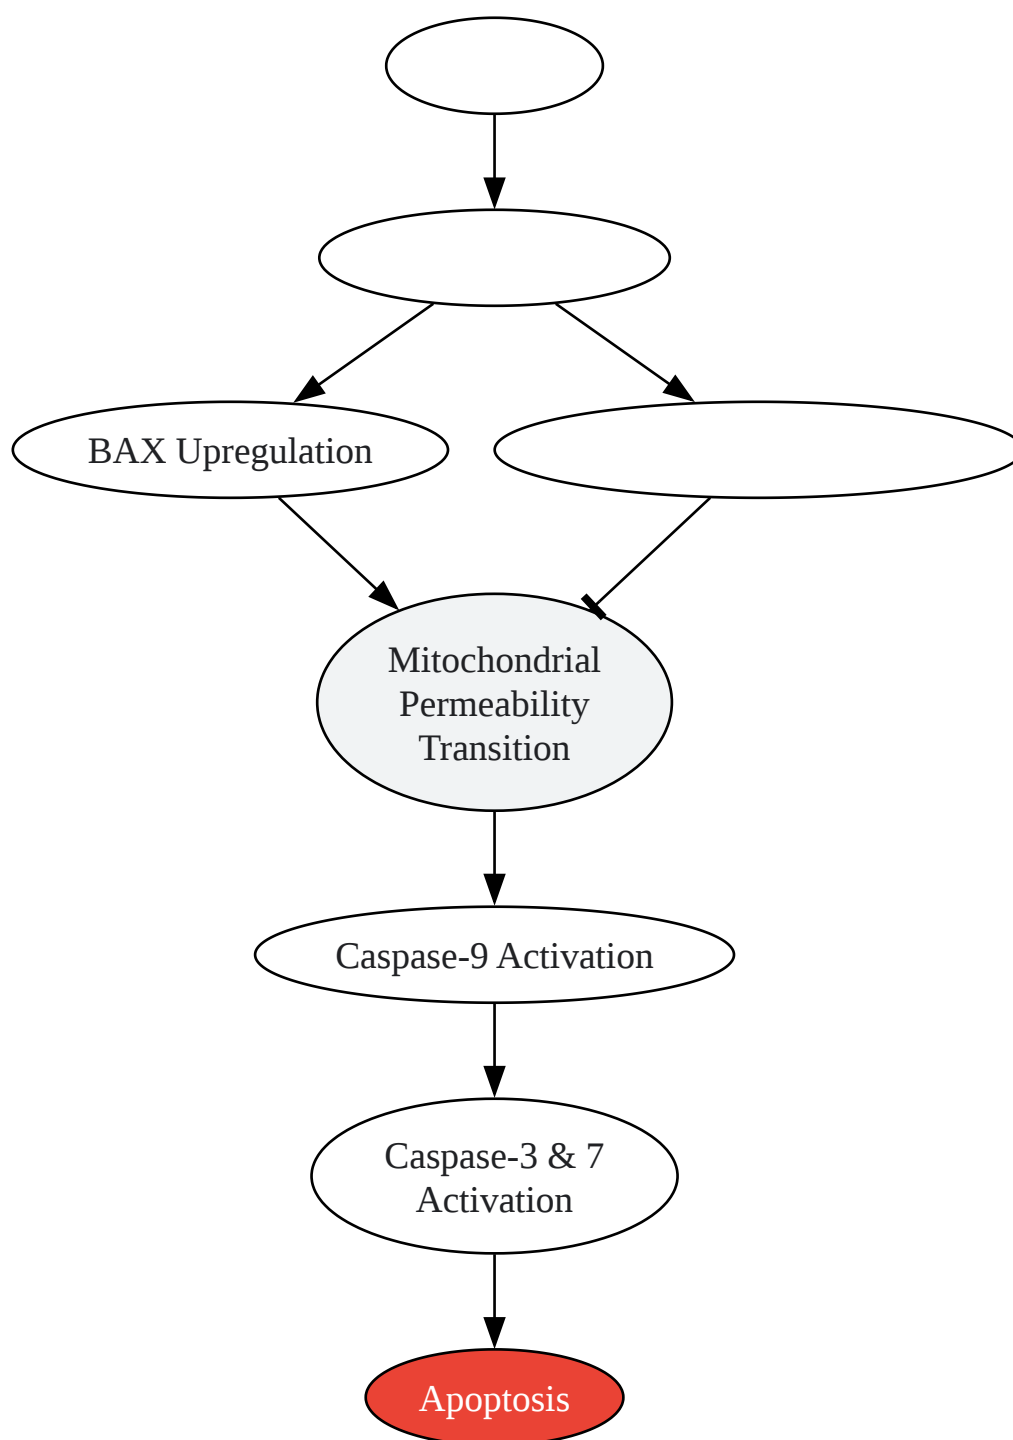 BAX Upregulation
Mitochondrial
Permeability
Transition
Caspase-9 Activation
Caspase-3 & 7
Activation
Apoptosis